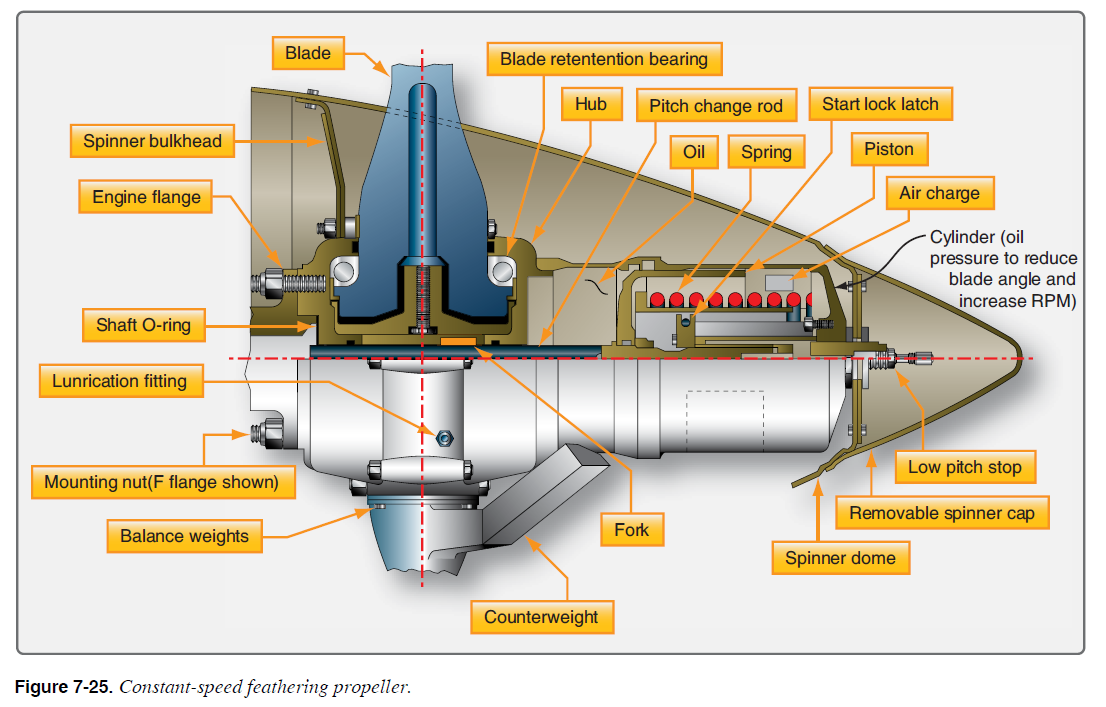 Blade
Blade retentention bearing
Hub
Pitch change rod
Start lock latch
Spinner bulkhead
Oil
Spring
Piston
Engine flange
Air charge
Cylinder (oil
pressure to reduce
blade angle and
increase RPM)
Shaft O-ring
Lunrication fitting
Mounting nut(F flange shown)
Low pitch stop
Balance weights
Fork
Removable spinner cap
Spinner dome
Counterweight
Figure 7-25. Constant-speed feathering propeller.